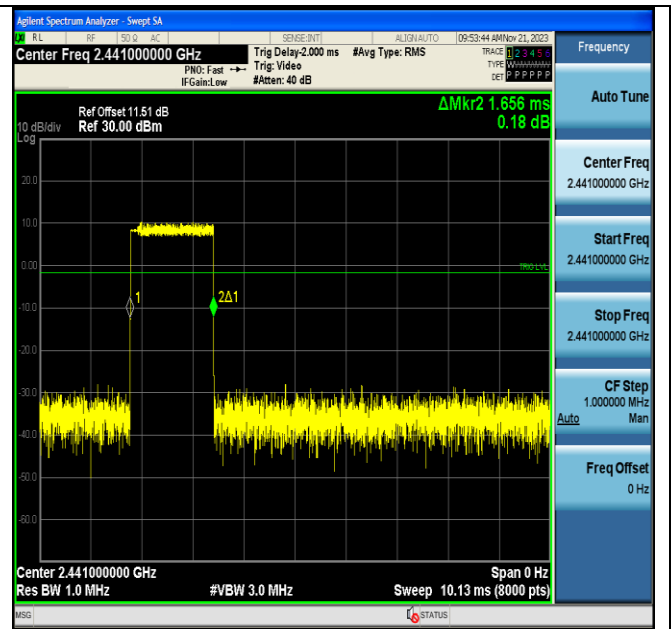 Agilent Spectrum Analyzer - Swept SA
RL RF 50 Ω AC SENSE:INT ALIGN AUTO 09:53:44 AM Nov 21, 2023
Center Freq 2.441000000 GHz
PNO: Fast
IFGain:Low
Trig Delay-2.000 ms
Trig: Video
#Atten: 40 dB
#Avg Type: RMS
TRACE 1 2 3 4 5 6
TYPE W
DET P P P P P P
ΔMkr2 1.656 ms
0.18 dB
Ref Offset 11.51 dB
10 dB/div Ref 30.00 dBm
Log
20.0
10.0
0.00
TRIG LVL
-10.0
1
2Δ1
-20.0
-30.0
-40.0
-50.0
-60.0
Center 2.441000000 GHz Span 0 Hz
Res BW 1.0 MHz #VBW 3.0 MHz Sweep 10.13 ms (8000 pts)
MSG STATUS
Frequency
Auto Tune
Center Freq
2.441000000 GHz
Start Freq
2.441000000 GHz
Stop Freq
2.441000000 GHz
CF Step
1.000000 MHz
Auto Man
Freq Offset
0 Hz